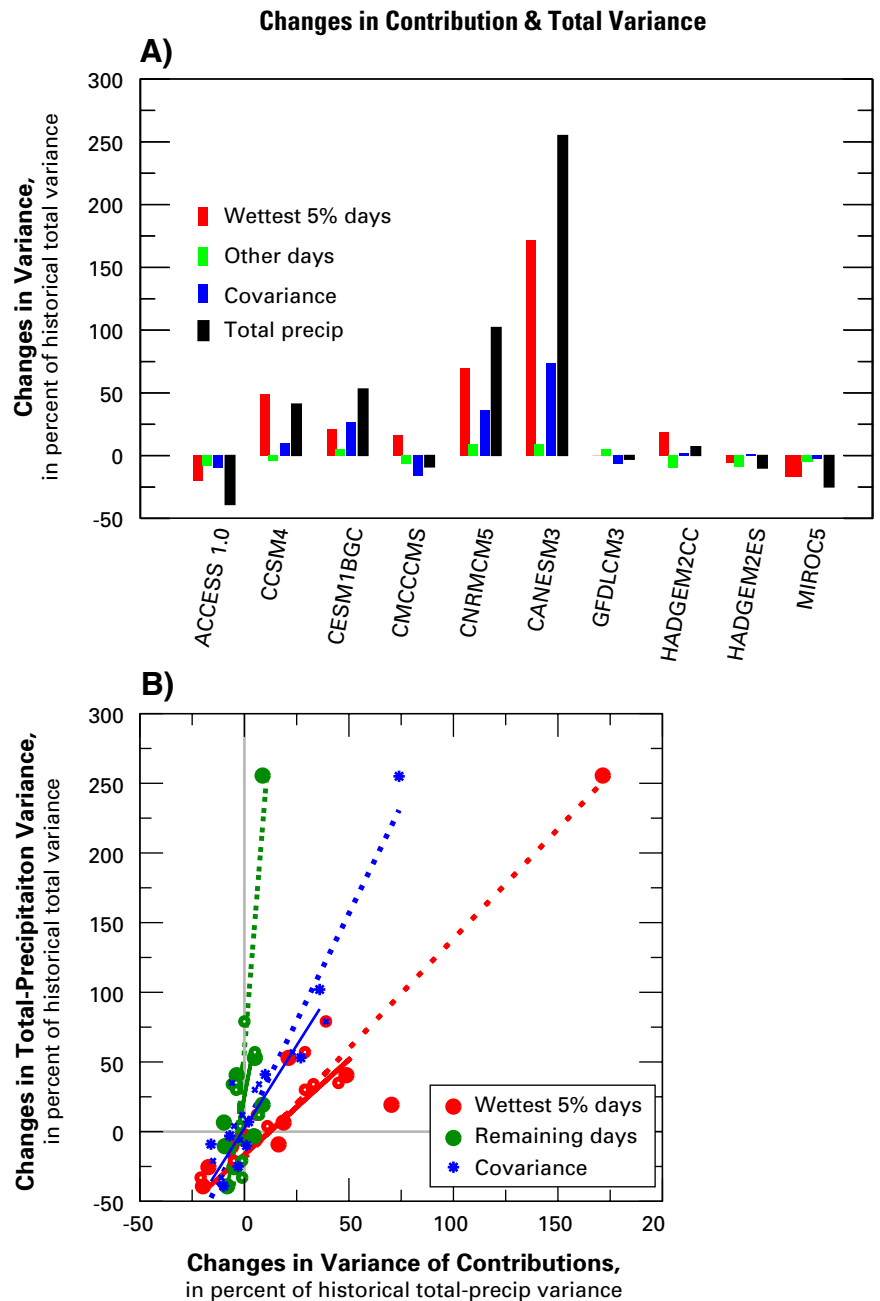 Changes in Contribution & Total Variance
A)
Changes in Variance,
in percent of historical total variance
300
250
200
150
100
50
0
-50
Wettest 5% days
Other days
Covariance
Total precip
ACCESS 1.0
CCSM4
CESM1BGC
CMCCCMS
CNRMCM5
CANESM3
GFDLCM3
HADGEM2CC
HADGEM2ES
MIROC5
B)
Changes in Total-Precipitaiton Variance,
in percent of historical total variance
300
250
200
150
100
50
0
-50
Wettest 5% days
Remaining days
Covariance
-50 0 50 100 150 20
Changes in Variance of Contributions,
in percent of historical total-precip variance